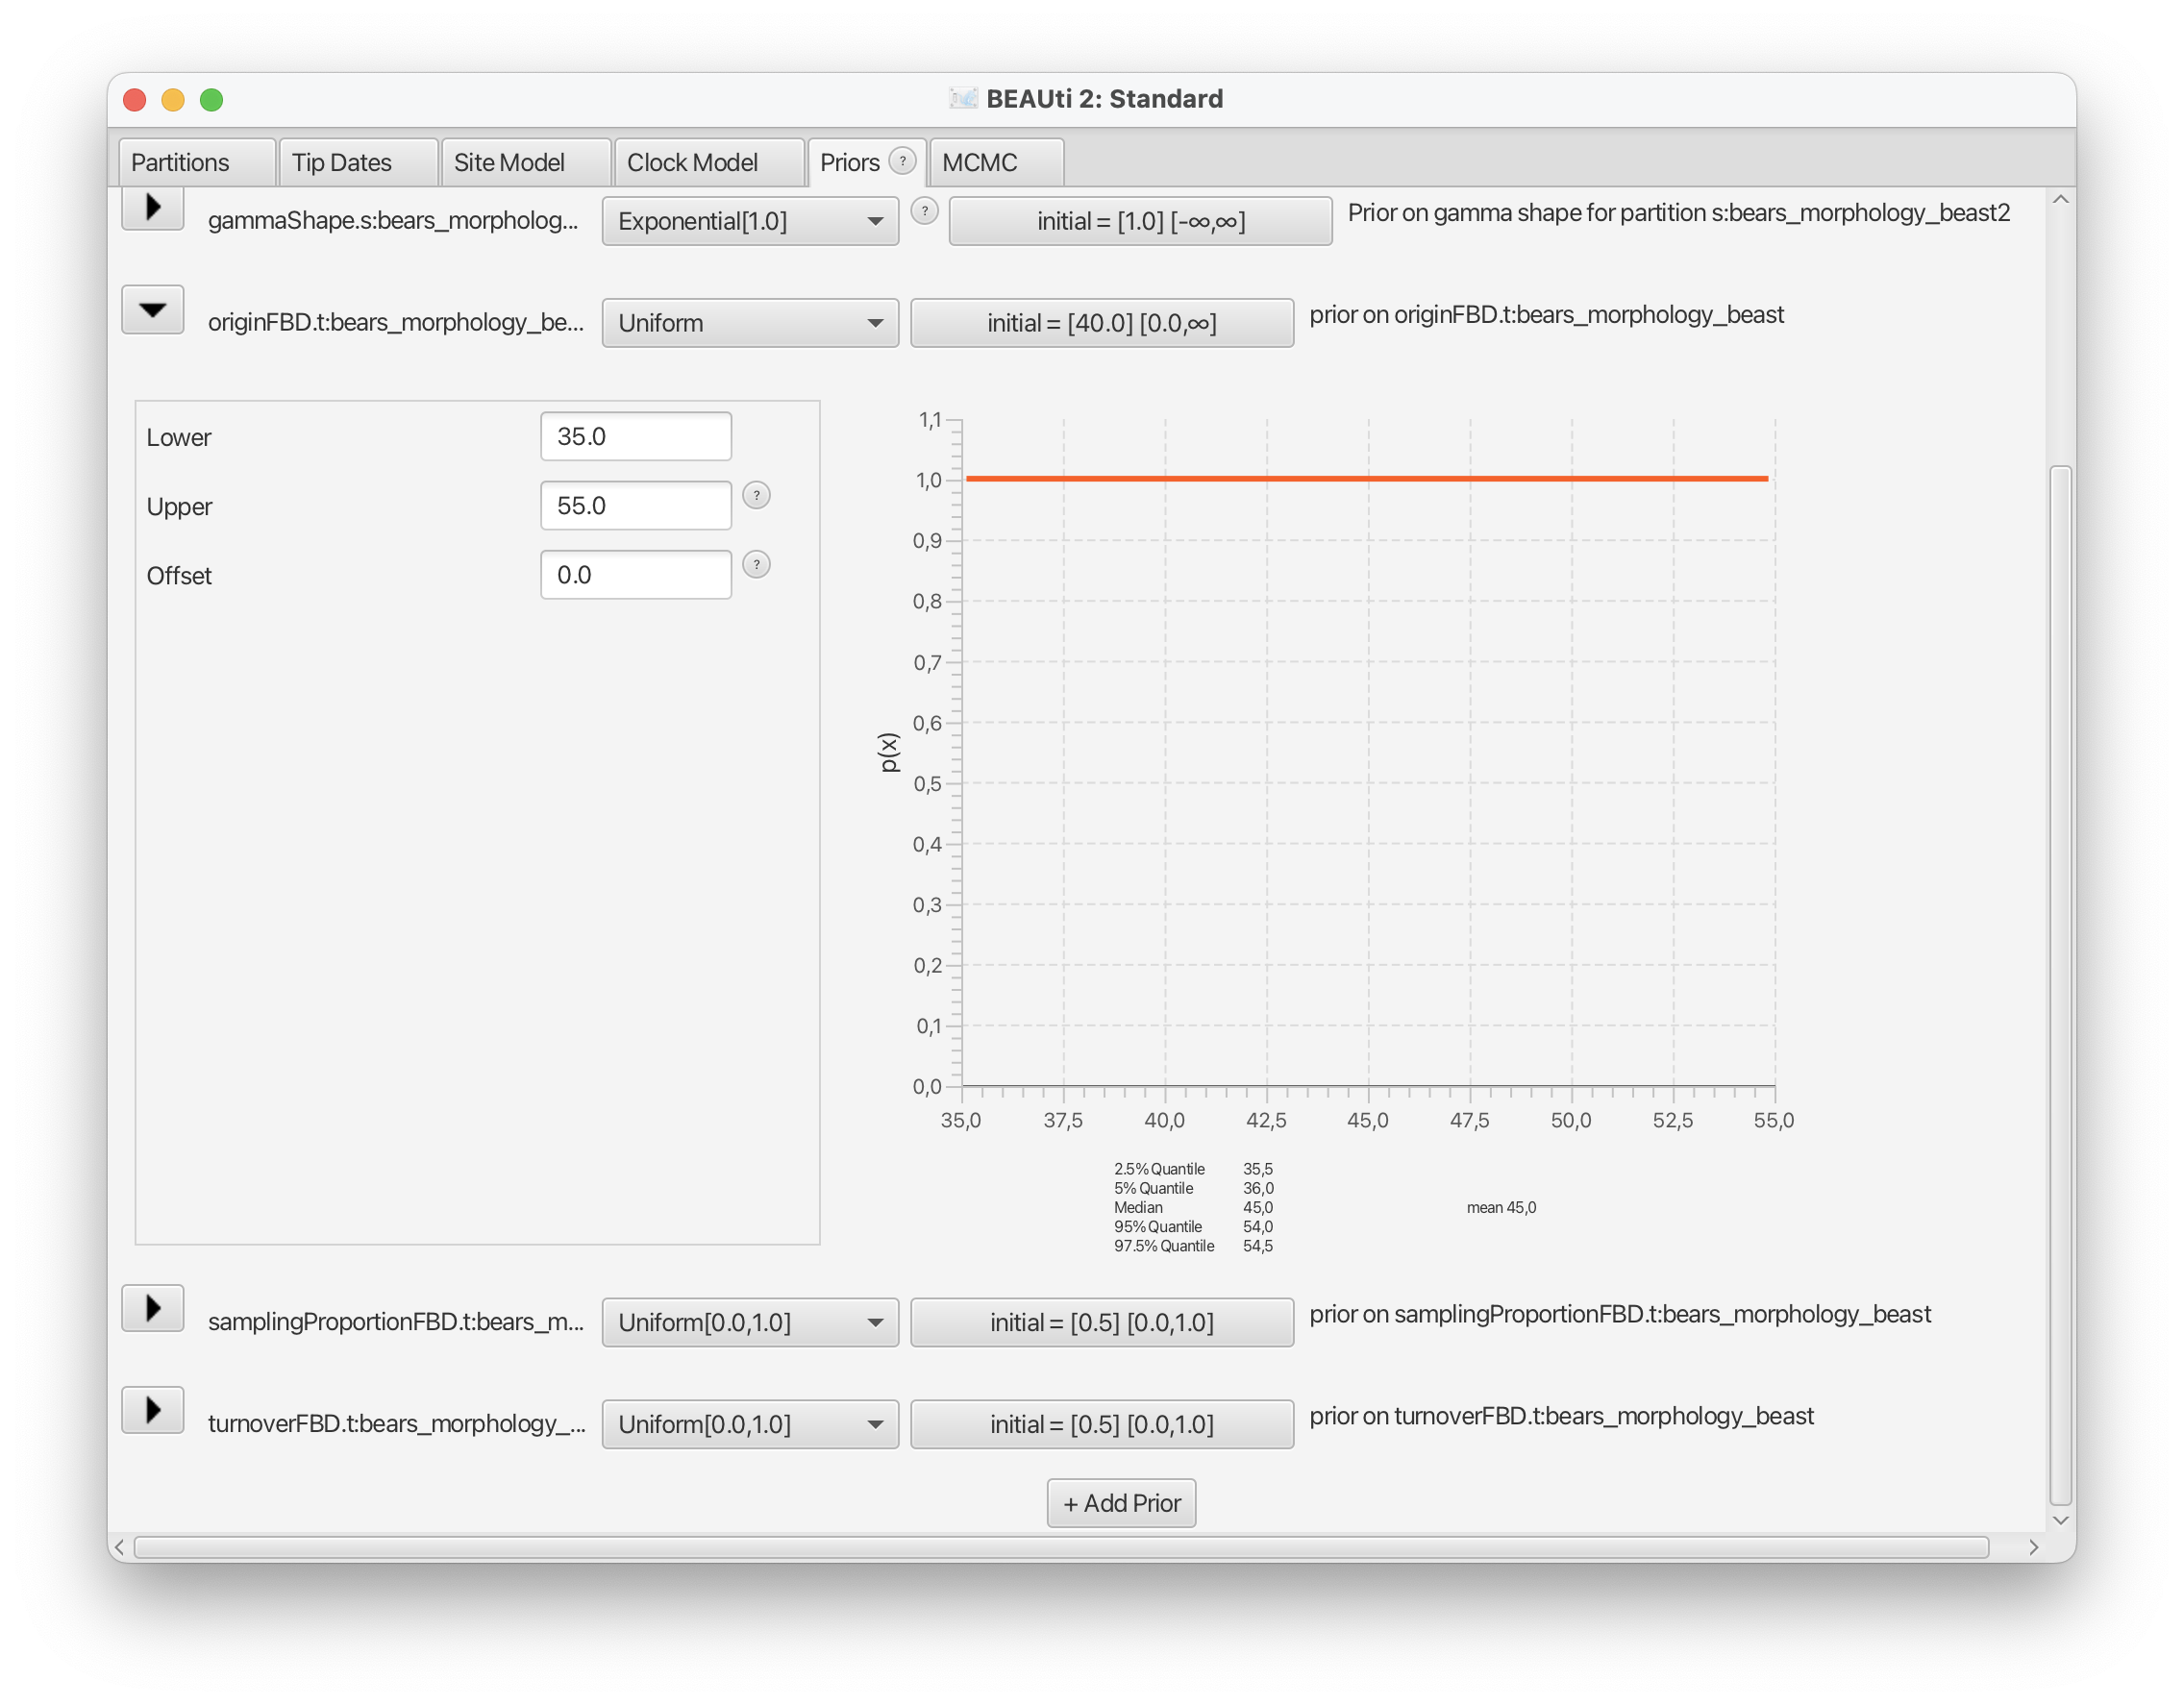 BEAUti 2: Standard
Partitions Tip Dates Site Model Clock Model Priors ? MCMC
gammaShape.s:bears_morpholog... Exponential[1.0] ? initial = [1.0] [-∞,∞] Prior on gamma shape for partition s:bears_morphology_beast2
originFBD.t:bears_morphology_be... Uniform initial = [40.0] [0.0,∞] prior on originFBD.t:bears_morphology_beast
Lower 35.0
Upper 55.0 ?
Offset 0.0 ?
1,1
1,0
0,9
0,8
0,7
0,6
0,5
0,4
0,3
0,2
0,1
0,0
p(x)
35,0 37,5 40,0 42,5 45,0 47,5 50,0 52,5 55,0
2.5% Quantile 35,5
5% Quantile 36,0
Median 45,0 mean 45,0
95% Quantile 54,0
97.5% Quantile 54,5
samplingProportionFBD.t:bears_m... Uniform[0.0,1.0] initial = [0.5] [0.0,1.0] prior on samplingProportionFBD.t:bears_morphology_beast
turnoverFBD.t:bears_morphology_... Uniform[0.0,1.0] initial = [0.5] [0.0,1.0] prior on turnoverFBD.t:bears_morphology_beast
+ Add Prior